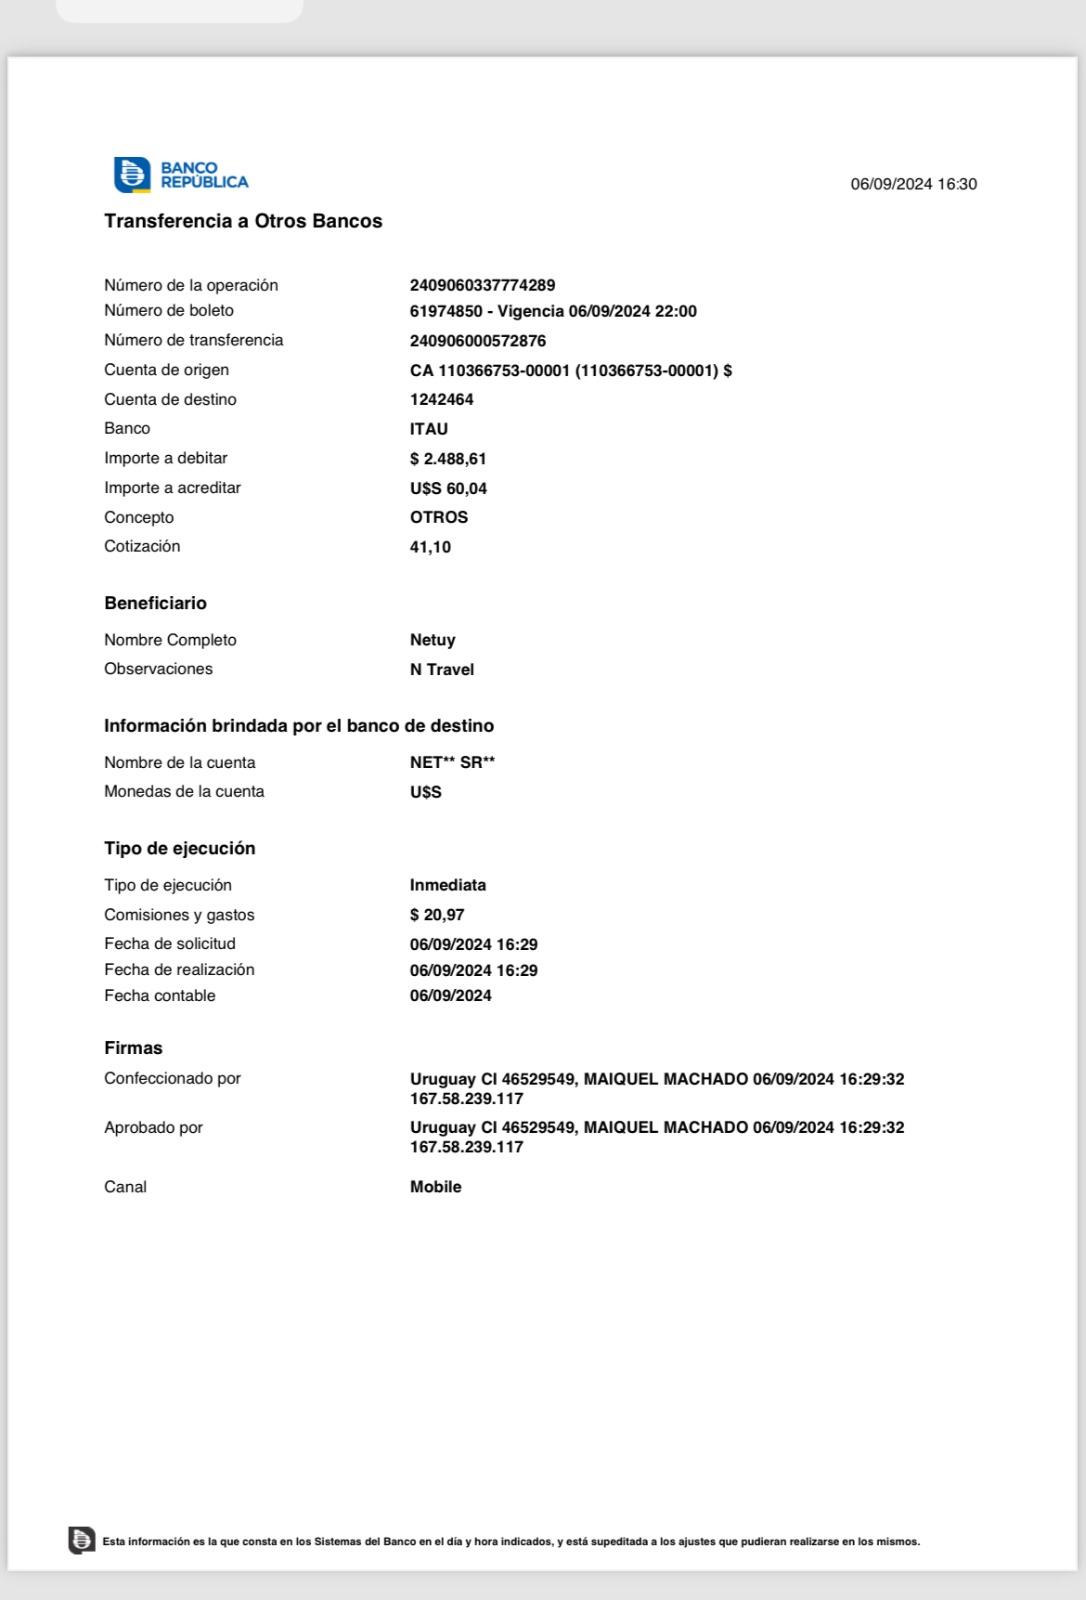 BANCO
REPÚBLICA
06/09/2024 16:30
Transferencia a Otros Bancos
Número de la operación 2409060337774289
Número de boleto 61974850 - Vigencia 06/09/2024 22:00
Número de transferencia 240906000572876
Cuenta de origen CA 110366753-00001 (110366753-00001) $
Cuenta de destino 1242464
Banco ITAU
Importe a debitar $ 2.488,61
Importe a acreditar U$S 60,04
Concepto OTROS
Cotización 41,10
Beneficiario
Nombre Completo Netuy
Observaciones N Travel
Información brindada por el banco de destino
Nombre de la cuenta NET** SR**
Monedas de la cuenta U$S
Tipo de ejecución
Tipo de ejecución Inmediata
Comisiones y gastos $ 20,97
Fecha de solicitud 06/09/2024 16:29
Fecha de realización 06/09/2024 16:29
Fecha contable 06/09/2024
Firmas
Confeccionado por Uruguay CI 46529549, MAIQUEL MACHADO 06/09/2024 16:29:32
167.58.239.117
Aprobado por Uruguay CI 46529549, MAIQUEL MACHADO 06/09/2024 16:29:32
167.58.239.117
Canal Mobile
Esta información es la que consta en los Sistemas del Banco en el día y hora indicados, y está supeditada a los ajustes que pudieran realizarse en los mismos.